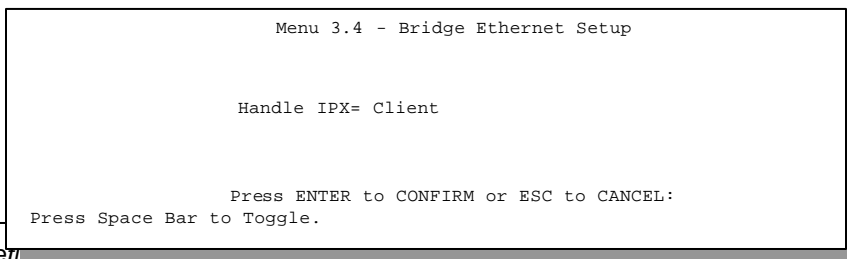 Menu 3.4 - Bridge Ethernet Setup
Handle IPX= Client
Press ENTER to CONFIRM or ESC to CANCEL:
Press Space Bar to Toggle.